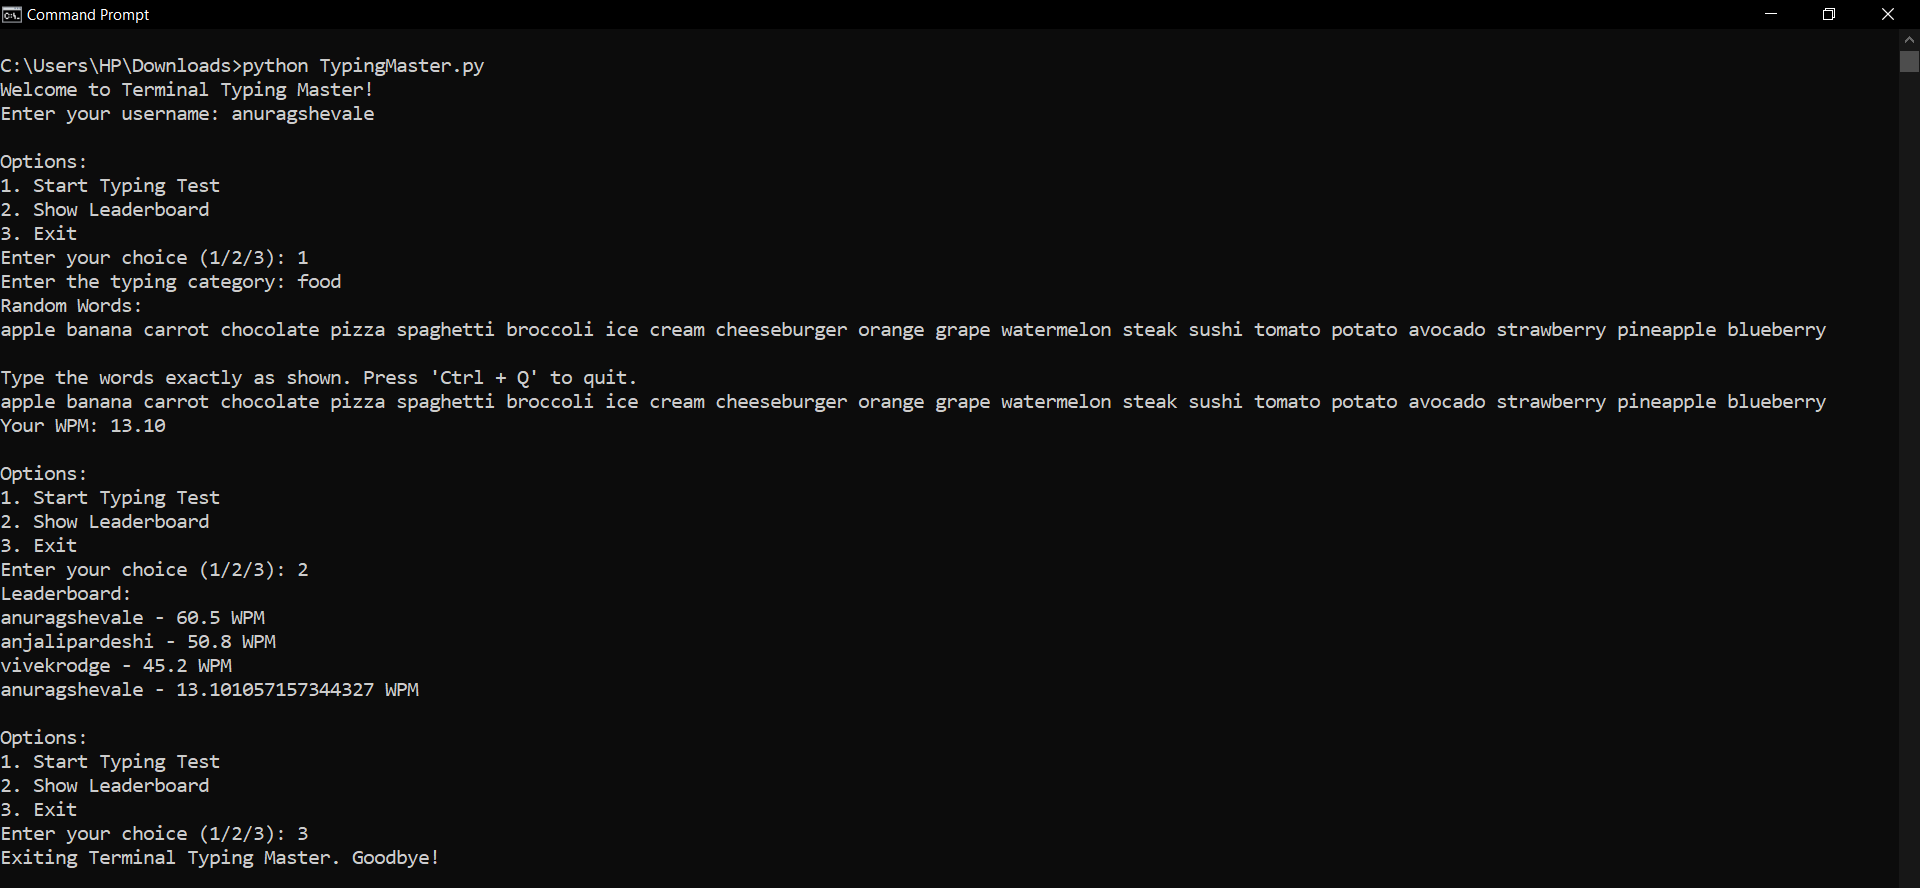 Command Prompt
C:\Users\HP\Downloads>python TypingMaster.py
Welcome to Terminal Typing Master!
Enter your username: anuragshevale
Options:
1. Start Typing Test
2. Show Leaderboard
3. Exit
Enter your choice (1/2/3): 1
Enter the typing category: food
Random Words:
apple banana carrot chocolate pizza spaghetti broccoli ice cream cheeseburger orange grape watermelon steak sushi tomato potato avocado strawberry pineapple blueberry
Type the words exactly as shown. Press 'Ctrl + Q' to quit.
apple banana carrot chocolate pizza spaghetti broccoli ice cream cheeseburger orange grape watermelon steak sushi tomato potato avocado strawberry pineapple blueberry
Your WPM: 13.10
Options:
1. Start Typing Test
2. Show Leaderboard
3. Exit
Enter your choice (1/2/3): 2
Leaderboard:
anuragshevale - 60.5 WPM
anjalipardeshi - 50.8 WPM
vivekrodge - 45.2 WPM
anuragshevale - 13.101057157344327 WPM
Options:
1. Start Typing Test
2. Show Leaderboard
3. Exit
Enter your choice (1/2/3): 3
Exiting Terminal Typing Master. Goodbye!